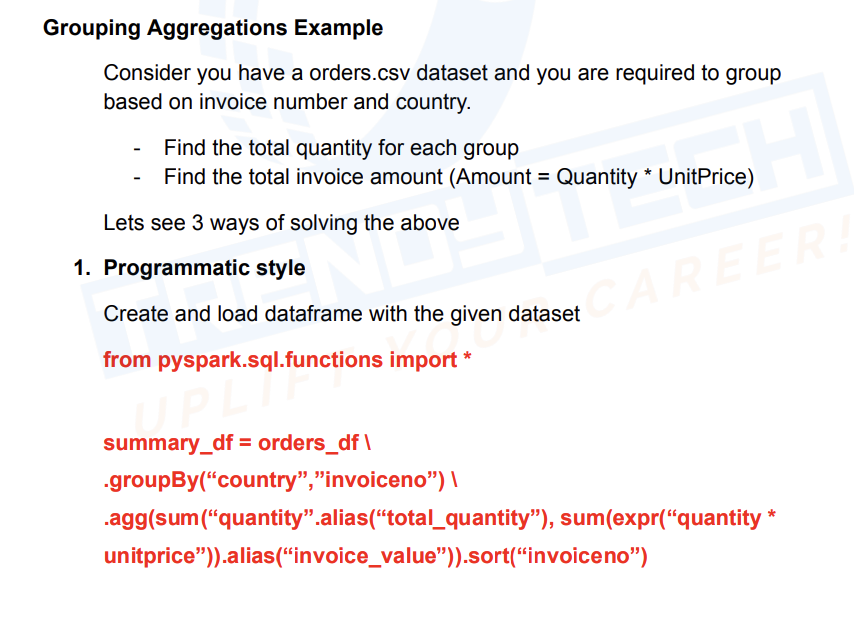 Grouping Aggregations Example
Consider you have a orders.csv dataset and you are required to group
based on invoice number and country.
- Find the total quantity for each group
- Find the total invoice amount (Amount = Quantity * UnitPrice)
Lets see 3 ways of solving the above
1. Programmatic style
Create and load dataframe with the given dataset
from pyspark.sql.functions import *
summary_df = orders_df \
.groupBy(“country”,”invoiceno”) \
.agg(sum(“quantity”.alias(“total_quantity”), sum(expr(“quantity *
unitprice”)).alias(“invoice_value”)).sort(“invoiceno”)
TRENDYTECH
UPLIFT YOUR CAREER!